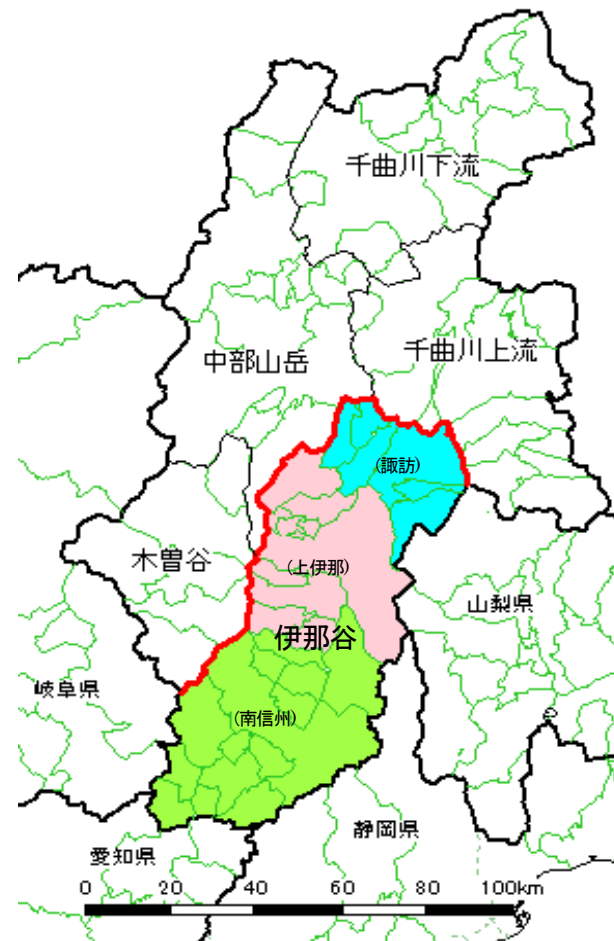 千曲川下流
中部山岳
千曲川上流
(諏訪)
木曽谷
(上伊那)
山梨県
伊那谷
岐阜県
(南信州)
静岡県
愛知県
0 20 40 60 80 100km